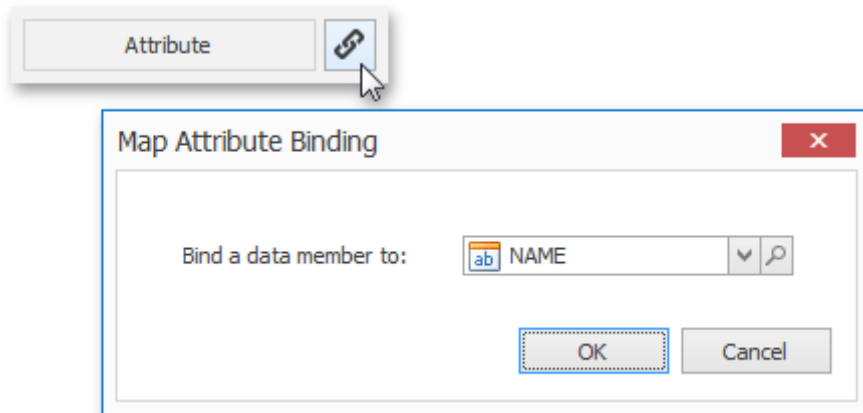 Attribute
Map Attribute Binding
Bind a data member to:
ab NAME
OK Cancel